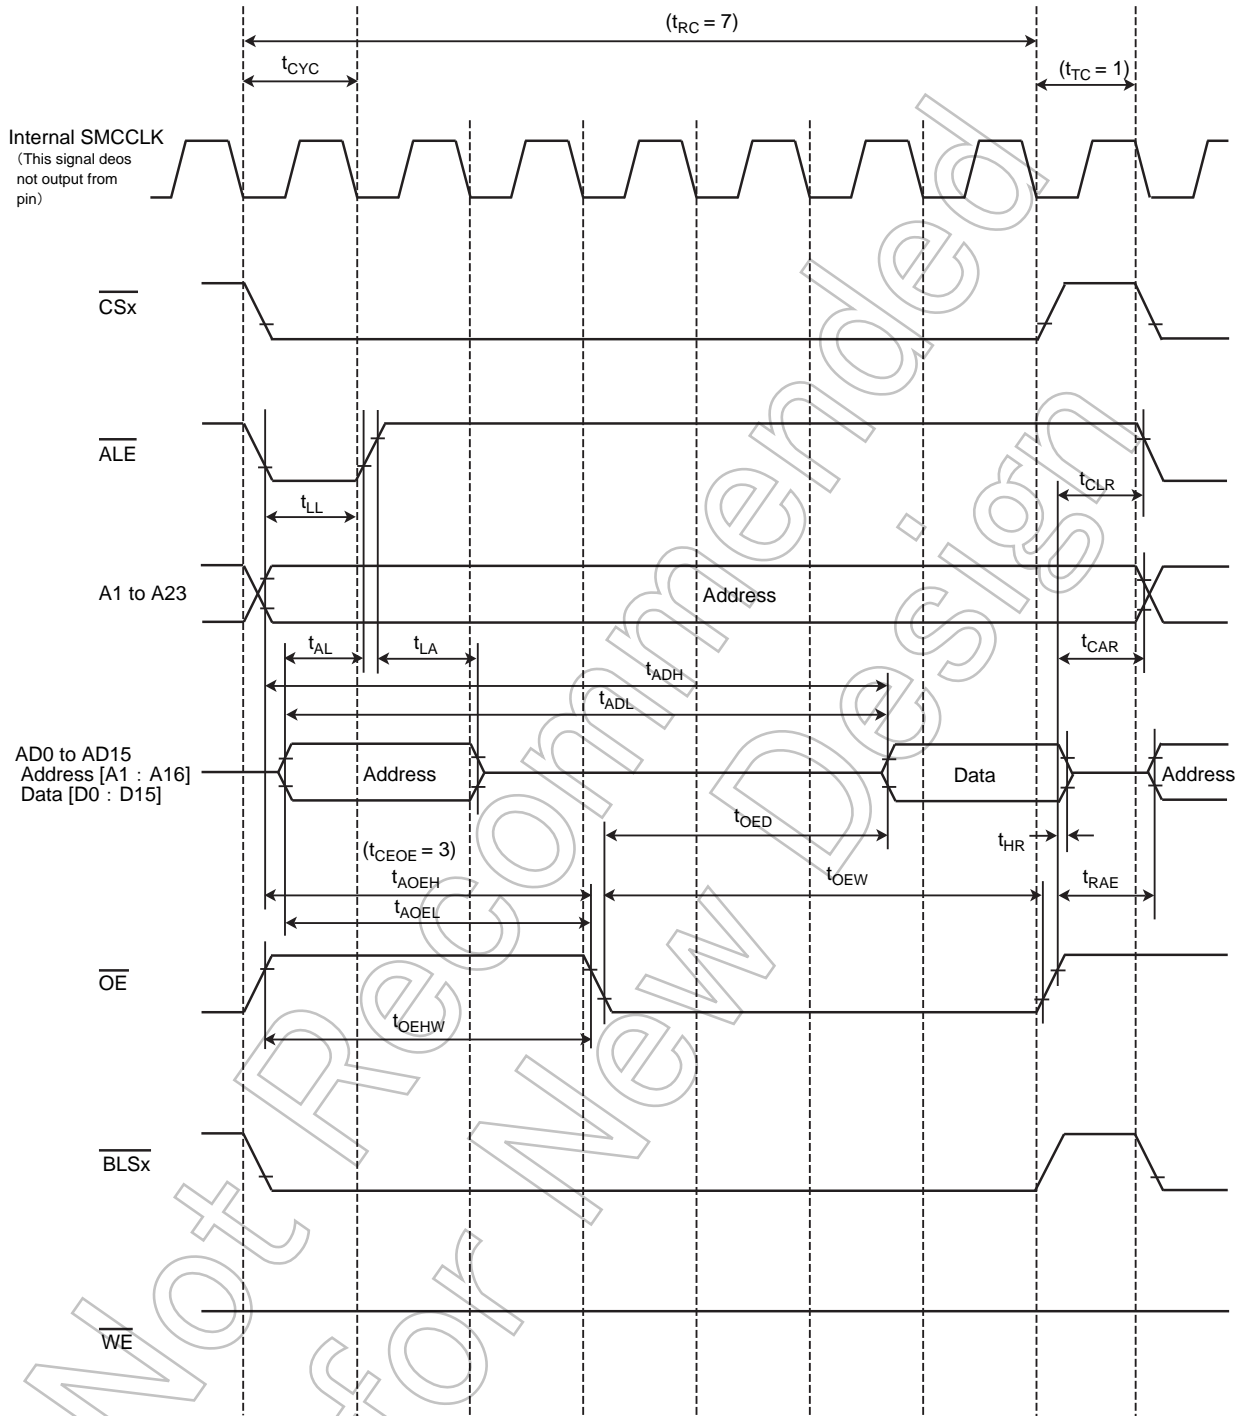 (tRC = 7)
tCYC
(tTC = 1)
Internal SMCCLK
(This signal deos
not output from
pin)
CSx
ALE
tCLR
tLL
A1 to A23
Address
tAL
tLA
tCAR
tADH
tADL
AD0 to AD15
Address [A1 : A16]
Data [D0 : D15]
Address
Data
Address
tOED
tHR
(tCEOE = 3)
tAOEH
tOEW
tRAE
tAOEL
OE
tOEHW
BLSx
WE
Not Recommended
for New Design